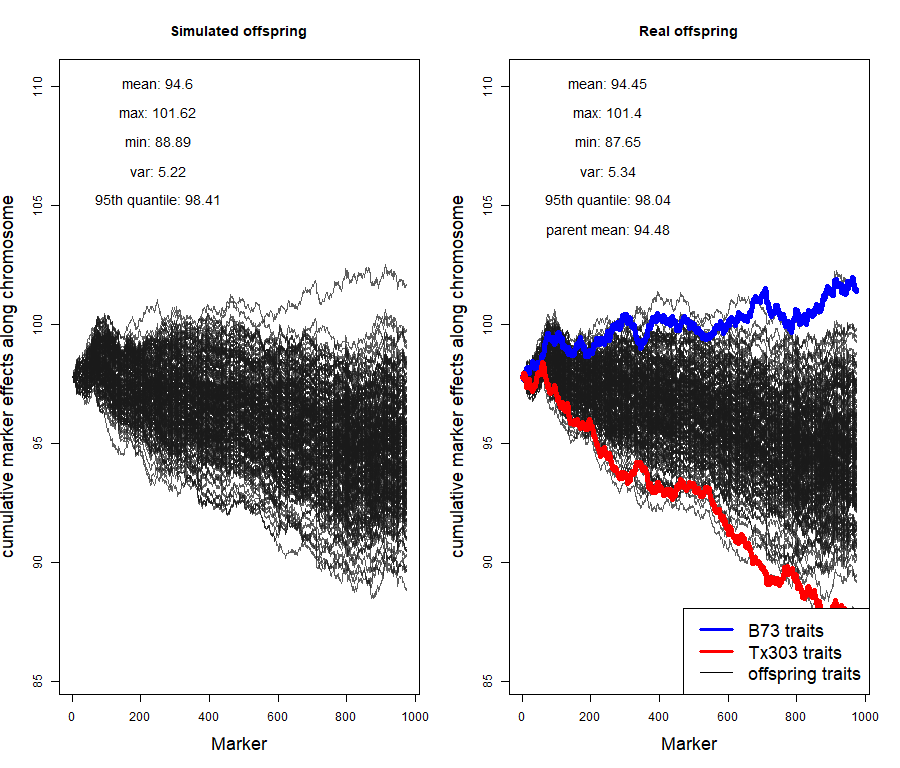 Simulated offspring
mean: 94.6
max: 101.62
min: 88.89
var: 5.22
95th quantile: 98.41
cumulative marker effects along chromosome
110
105
100
95
90
85
0 200 400 600 800 1000
Marker
Real offspring
mean: 94.45
max: 101.4
min: 87.65
var: 5.34
95th quantile: 98.04
parent mean: 94.48
cumulative marker effects along chromosome
110
105
100
95
90
85
B73 traits
Tx303 traits
offspring traits
0 200 400 600 800 1000
Marker